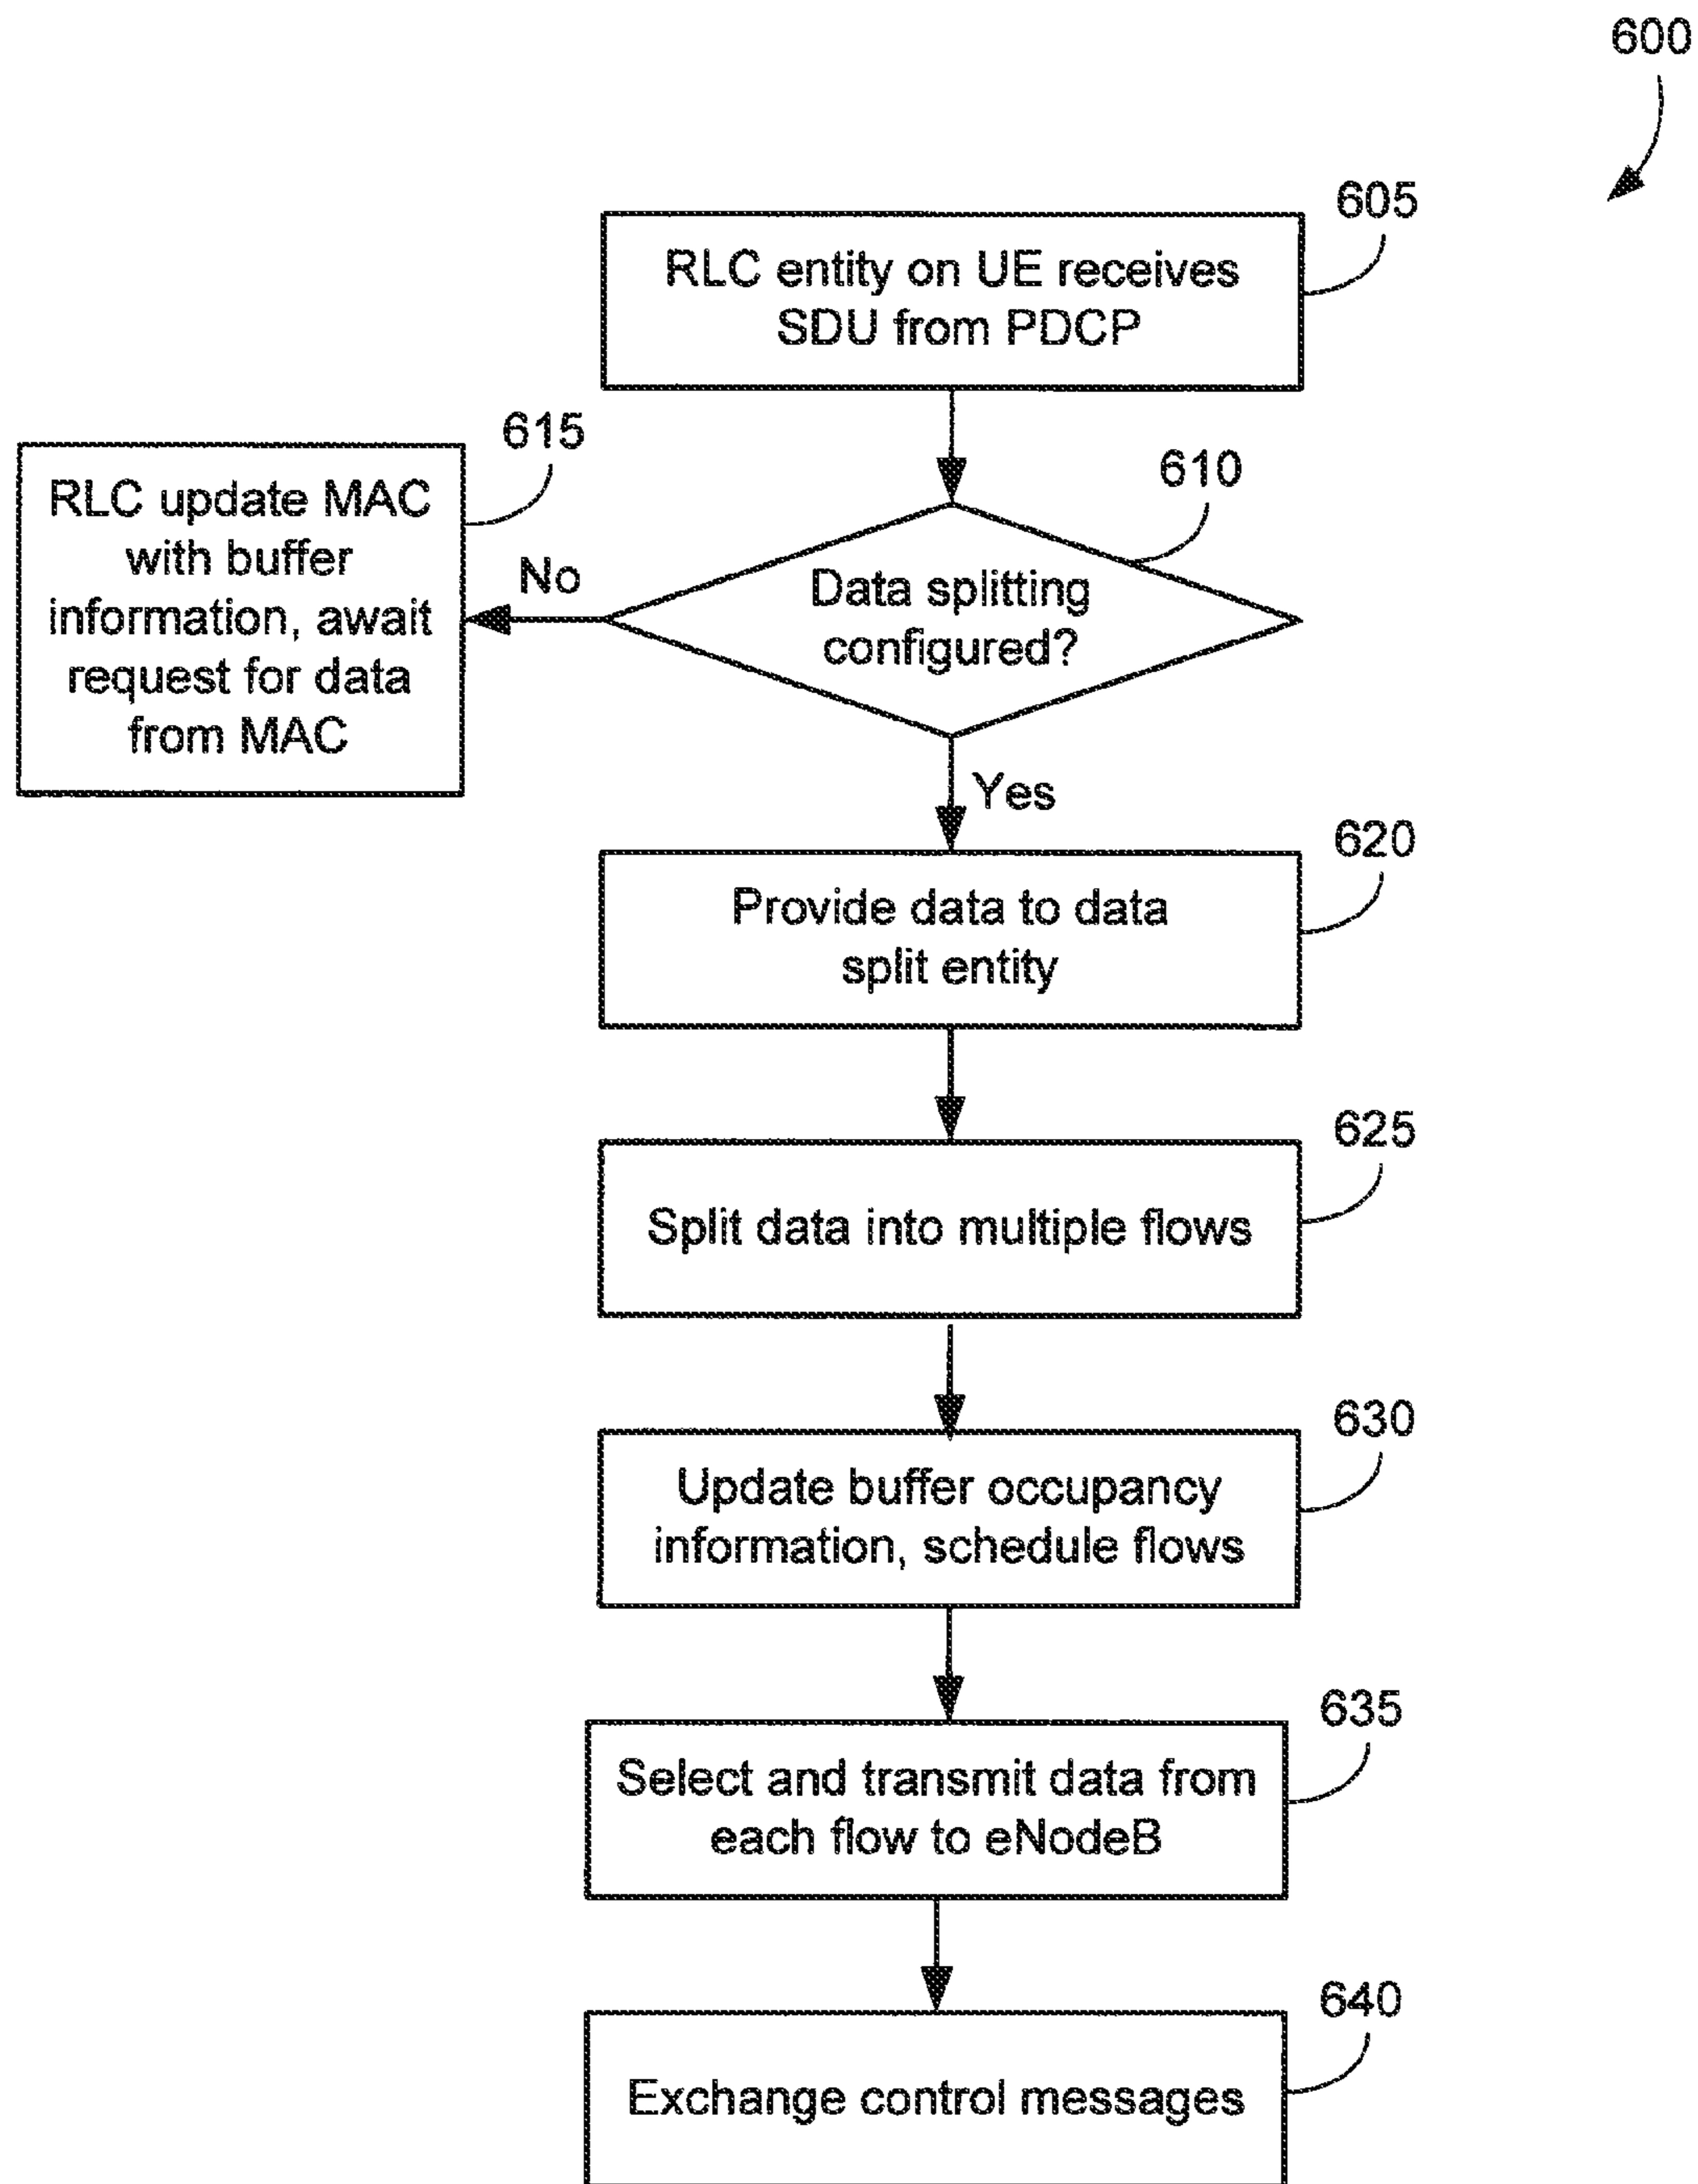 600
605
RLC entity on UE receives
SDU from PDCP
615
RLC update MAC
with buffer
information, await
request for data
from MAC
No
610
Data splitting
configured?
Yes
620
Provide data to data
split entity
625
Split data into multiple flows
630
Update buffer occupancy
information, schedule flows
635
Select and transmit data from
each flow to eNodeB
640
Exchange control messages